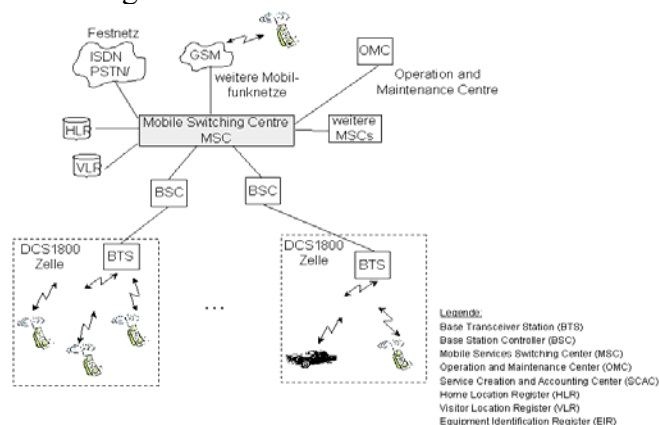 Festnetz
ISDN
PSTN/
GSM
weitere Mobil-
funknetze
OMC
Operation and
Maintenance Centre
HLR
VLR
Mobile Switching Centre
MSC
weitere
MSCs
BSC
BSC
DCS1800
Zelle
BTS
...
DCS1800
Zelle
BTS
Legende:
Base Transceiver Station (BTS)
Base Station Controller (BSC)
Mobile Services Switching Center (MSC)
Operation and Maintenance Center (OMC)
Service Creation and Accounting Center (SCAC)
Home Location Register (HLR)
Visitor Location Register (VLR)
Equipment Identification Register (EIR)